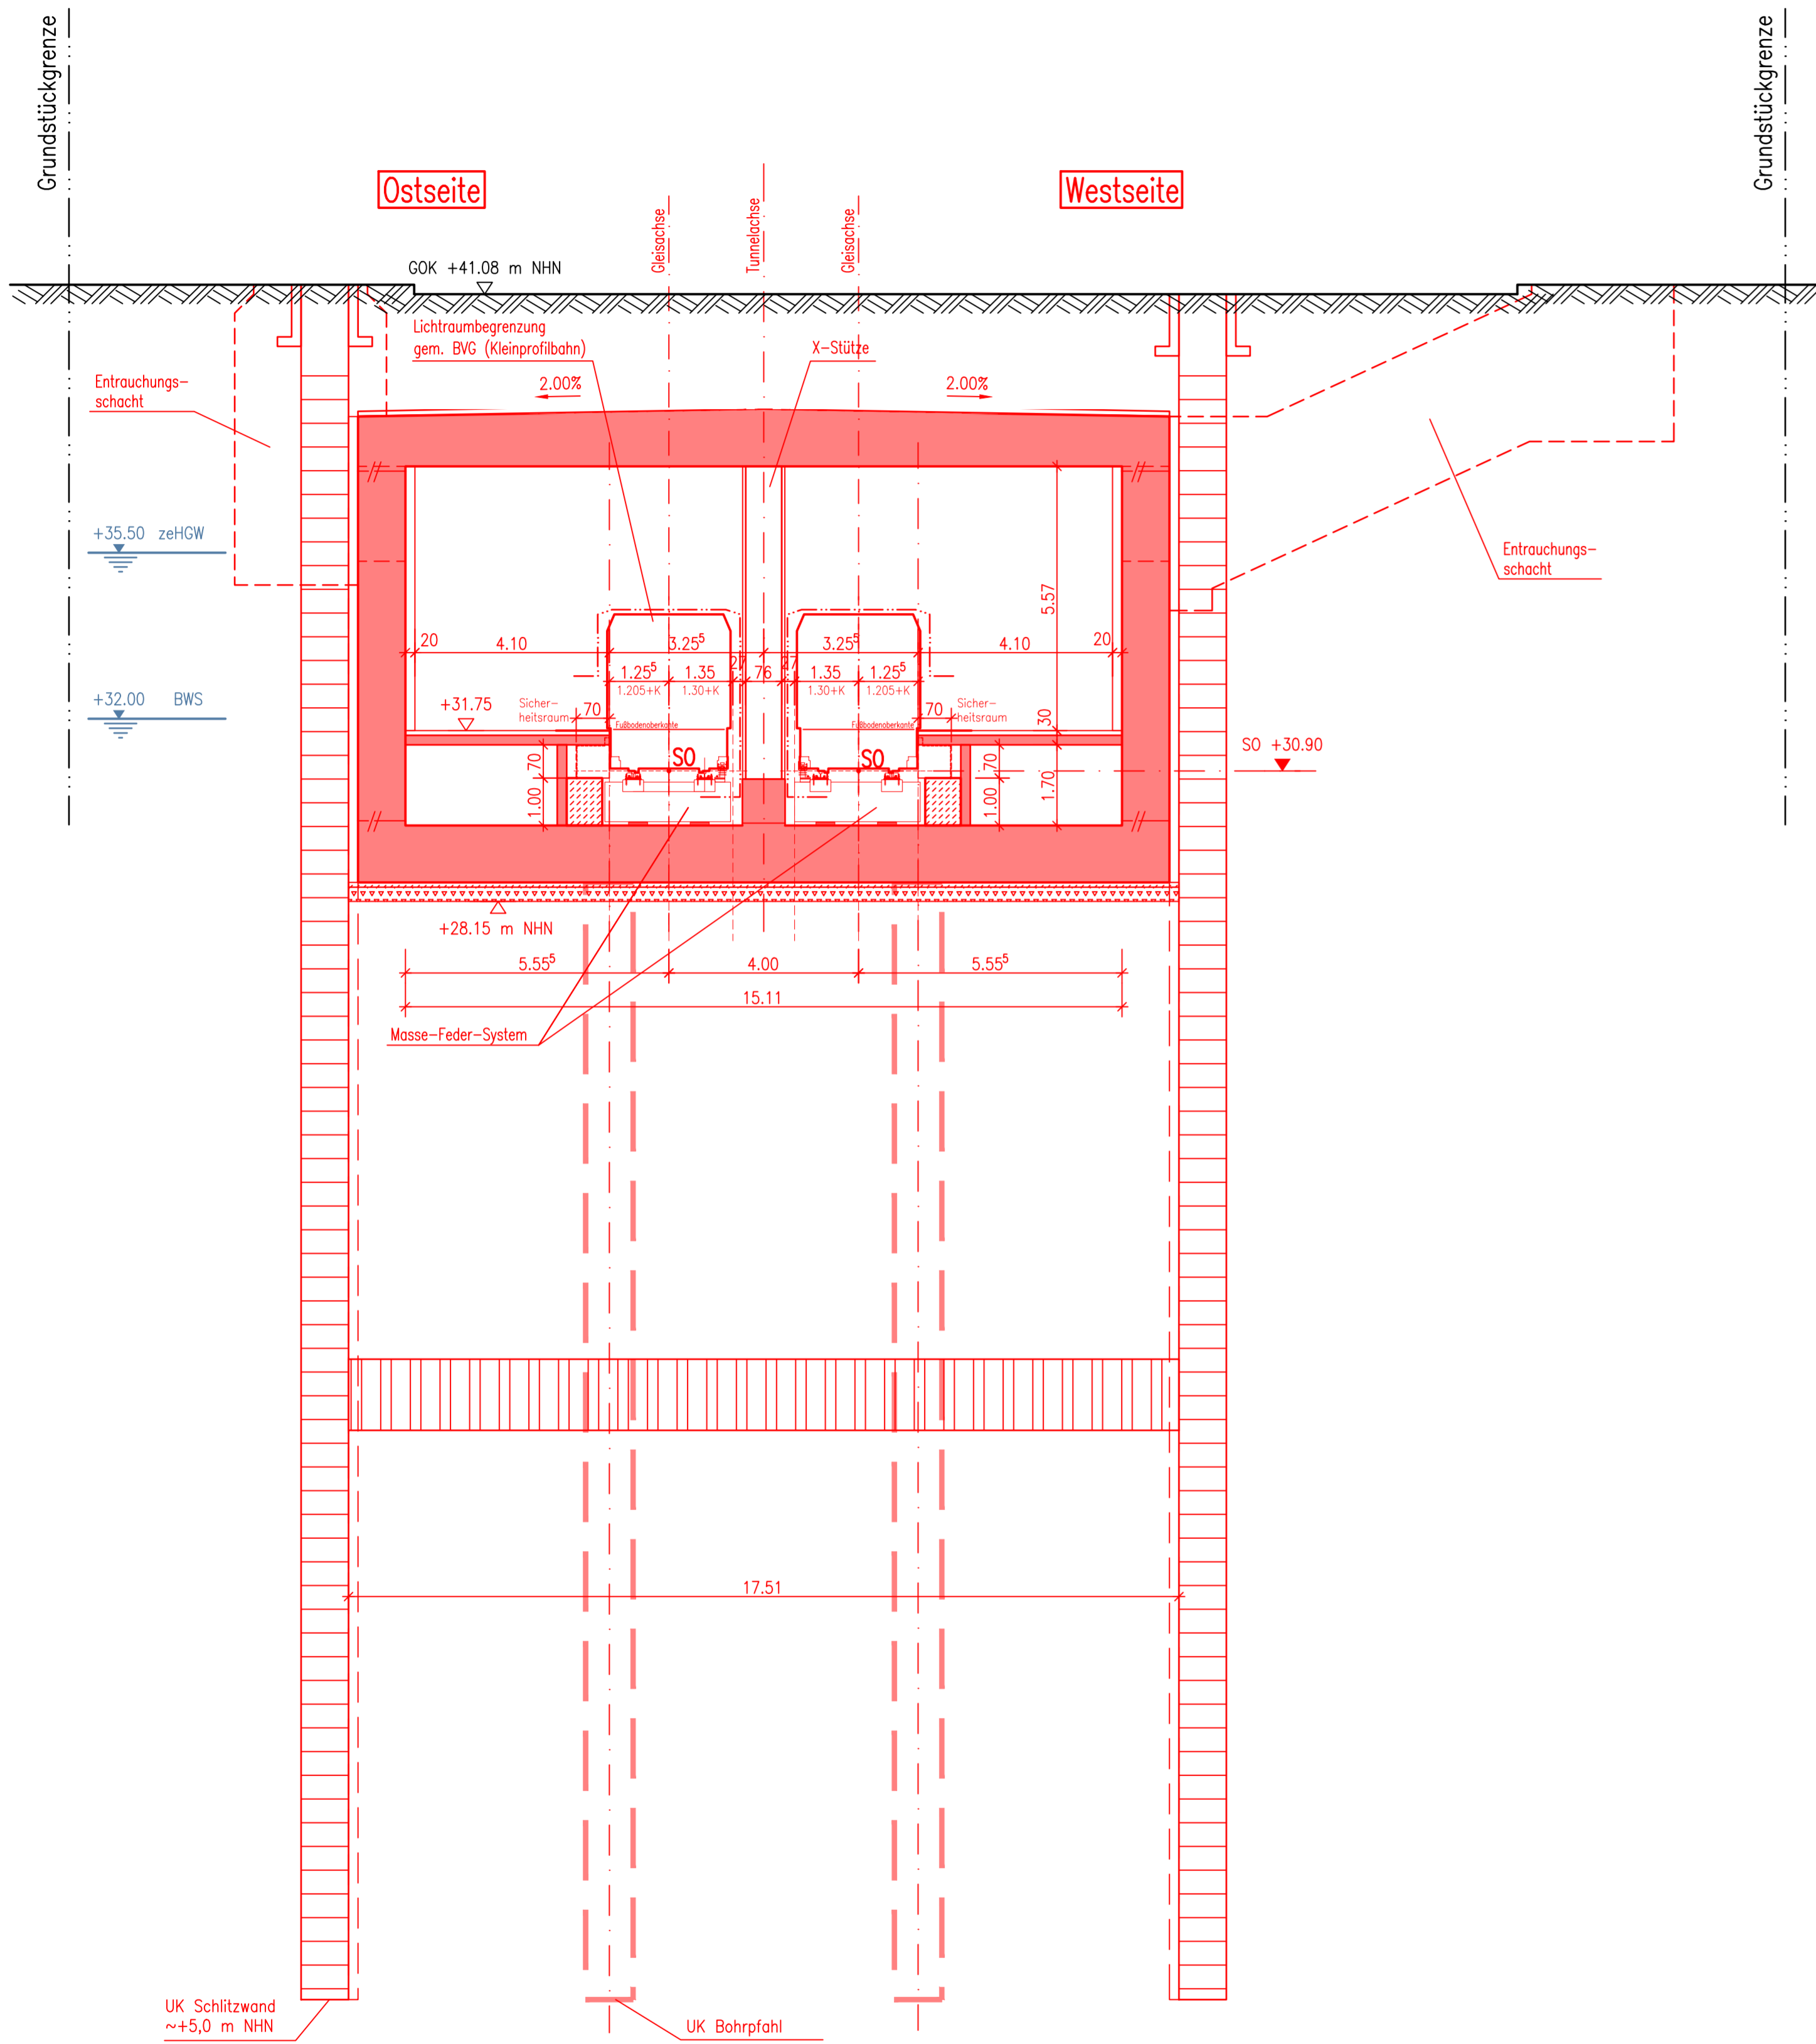 Grundstückgrenze
Grundstückgrenze
Ostseite
Westseite
Gleisachse
Tunnelachse
Gleisachse
GOK +41.08 m NHN
Lichtraumbegrenzung
gem. BVG (Kleinprofilbahn)
X-Stütze
Entrauchungs-
schacht
2.00%
2.00%
+35.50 zeHGW
Entrauchungs-
schacht
5.57
20
4.10
3.25⁵
3.25⁵
4.10
20
1.25⁵
1.35
27
76
27
1.35
1.25⁵
1.205+K
1.30+K
1.30+K
1.205+K
+32.00 BWS
+31.75
Sicher-
heitsraum
70
70
Sicher-
heitsraum
30
Fußbodenoberkante
Fußbodenoberkante
SO
SO
SO +30.90
70
1.00
70
1.00
1.70
+28.15 m NHN
5.55⁵
4.00
5.55⁵
15.11
Masse-Feder-System
17.51
UK Schlitzwand
~+5,0 m NHN
UK Bohrpfahl